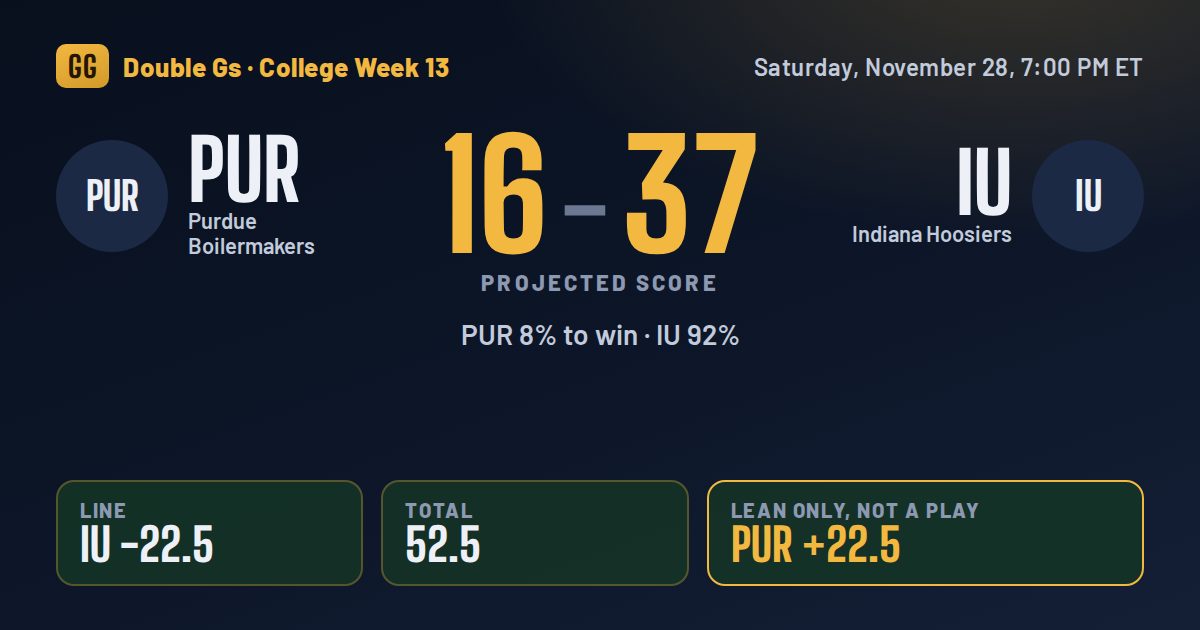 GG
Double Gs · College Week 13
Saturday, November 28, 7:00 PM ET
PUR
PUR
Purdue
Boilermakers
16 – 37
PROJECTED SCORE
PUR 8% to win · IU 92%
IU
Indiana Hoosiers
IU
LINE
IU −22.5
TOTAL
52.5
LEAN ONLY, NOT A PLAY
PUR +22.5